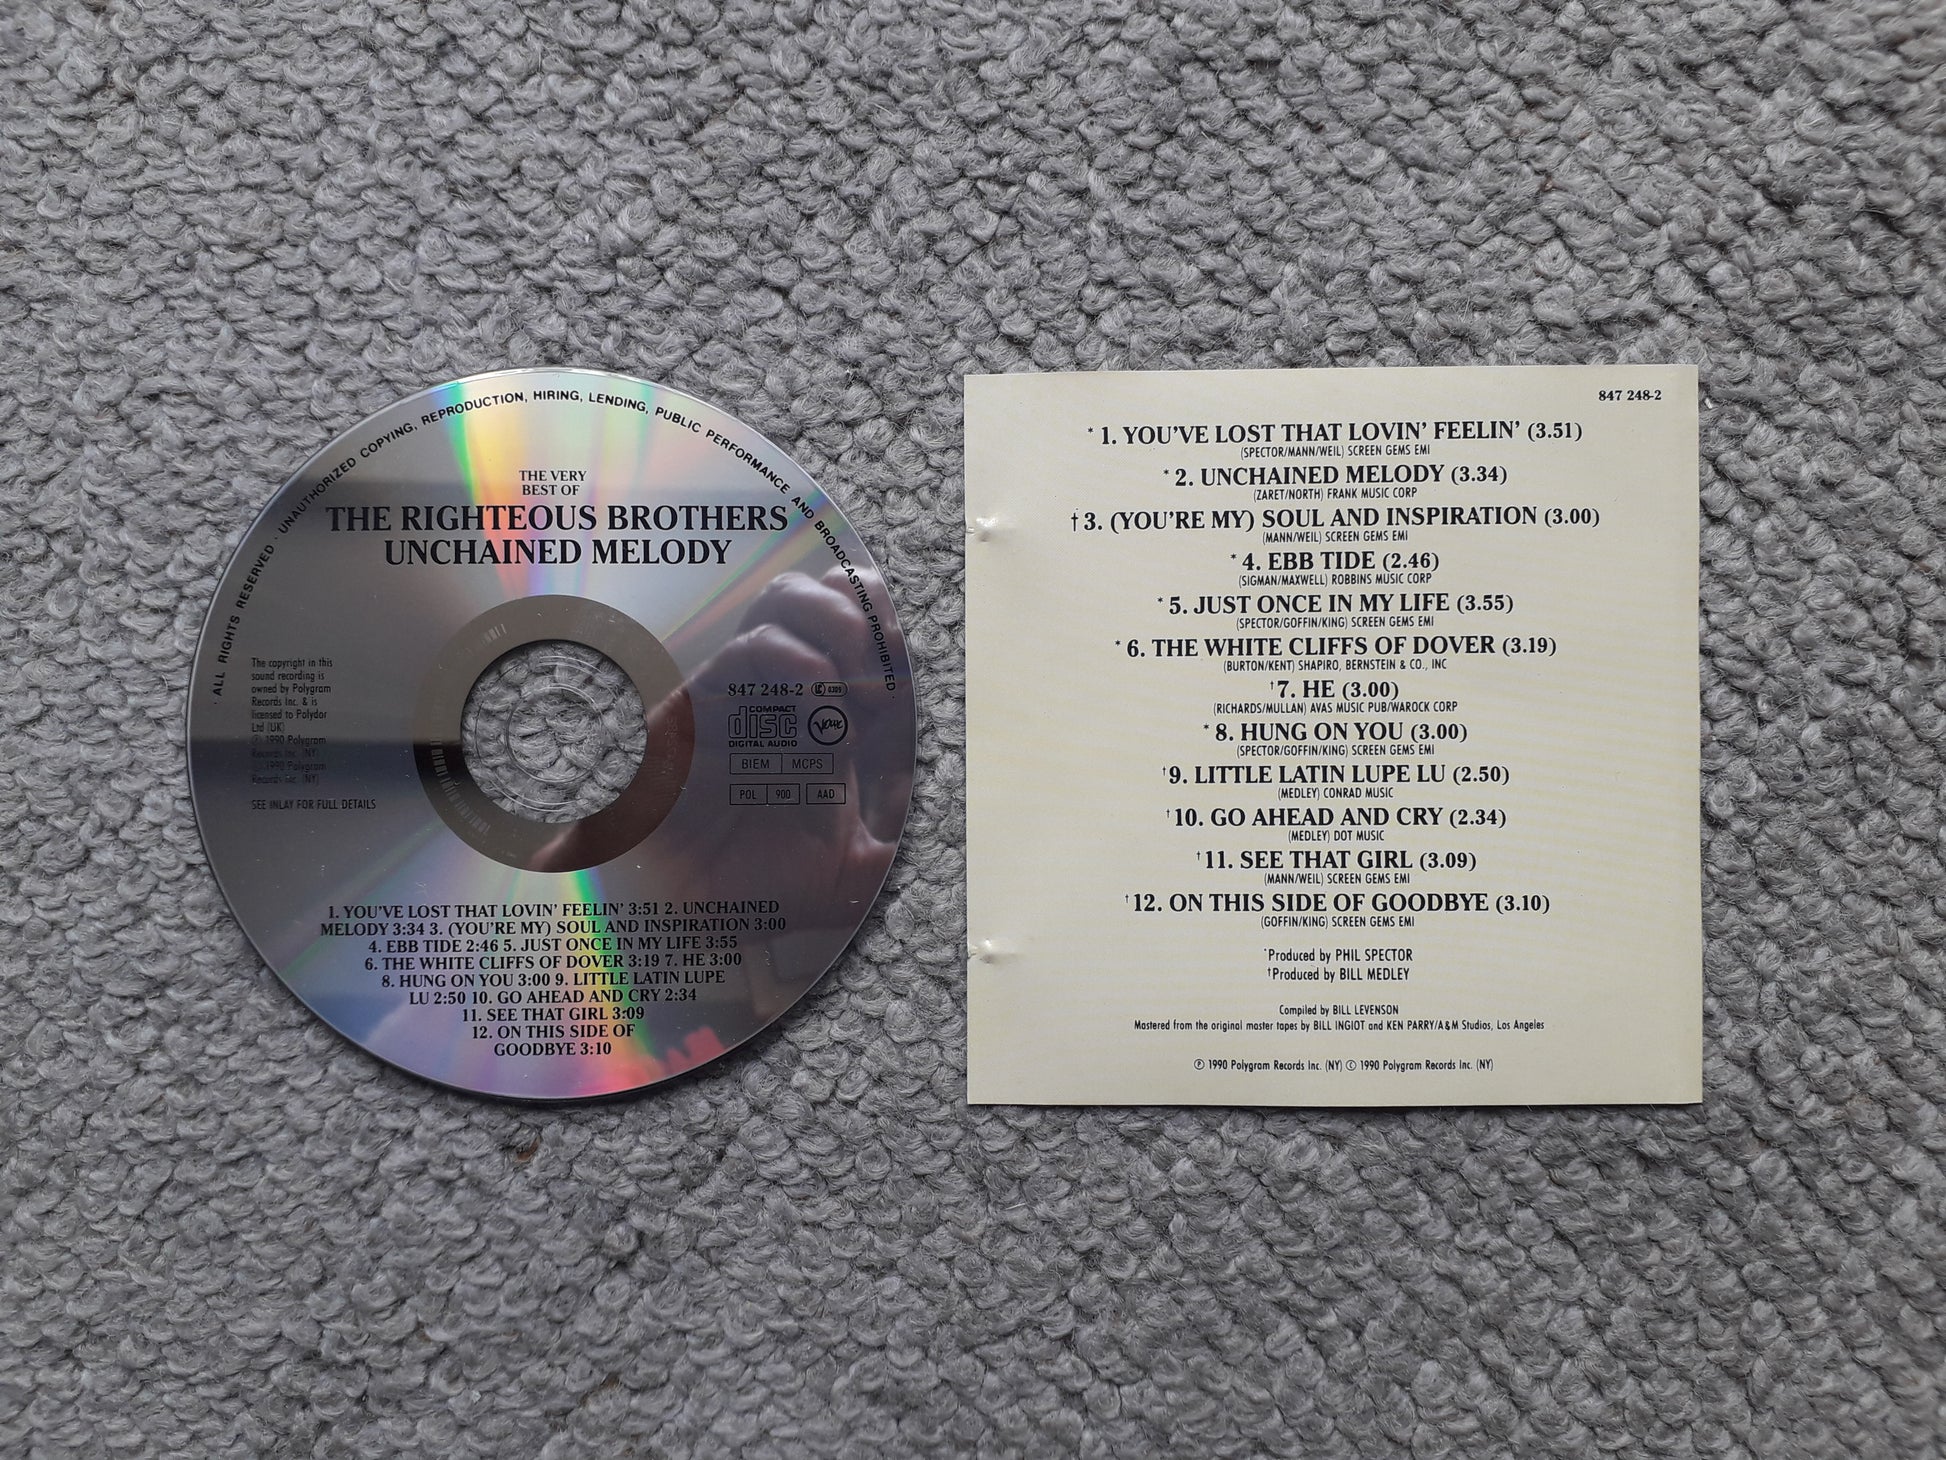 · ALL RIGHTS RESERVED · UNAUTHORIZED COPYING, REPRODUCTION, HIRING, LENDING, PUBLIC PERFORMANCE AND BROADCASTING PROHIBITED ·
THE VERY
BEST OF
THE RIGHTEOUS BROTHERS
UNCHAINED MELODY
The copyright in this
sound recording is
owned by Polygram
Records Inc. & is
licensed to Polydor
Ltd (UK)
℗ 1990 Polygram
Records Inc. (NY)
© 1990 Polygram
Records Inc. (NY)
SEE INLAY FOR FULL DETAILS
847 248-2 LC 0309
COMPACT
disc
DIGITAL AUDIO
Verve
BIEM MCPS
POL 900 AAD
1. YOU'VE LOST THAT LOVIN' FEELIN' 3:51 2. UNCHAINED
MELODY 3:34 3. (YOU'RE MY) SOUL AND INSPIRATION 3:00
4. EBB TIDE 2:46 5. JUST ONCE IN MY LIFE 3:55
6. THE WHITE CLIFFS OF DOVER 3:19 7. HE 3:00
8. HUNG ON YOU 3:00 9. LITTLE LATIN LUPE
LU 2:50 10. GO AHEAD AND CRY 2:34
11. SEE THAT GIRL 3:09
12. ON THIS SIDE OF
GOODBYE 3:10
847 248-2
* 1. YOU'VE LOST THAT LOVIN' FEELIN' (3.51)
(SPECTOR/MANN/WEIL) SCREEN GEMS EMI
* 2. UNCHAINED MELODY (3.34)
(ZARET/NORTH) FRANK MUSIC CORP
† 3. (YOU'RE MY) SOUL AND INSPIRATION (3.00)
(MANN/WEIL) SCREEN GEMS EMI
* 4. EBB TIDE (2.46)
(SIGMAN/MAXWELL) ROBBINS MUSIC CORP
* 5. JUST ONCE IN MY LIFE (3.55)
(SPECTOR/GOFFIN/KING) SCREEN GEMS EMI
* 6. THE WHITE CLIFFS OF DOVER (3.19)
(BURTON/KENT) SHAPIRO, BERNSTEIN & CO., INC
† 7. HE (3.00)
(RICHARDS/MULLAN) AVAS MUSIC PUB/WAROCK CORP
* 8. HUNG ON YOU (3.00)
(SPECTOR/GOFFIN/KING) SCREEN GEMS EMI
† 9. LITTLE LATIN LUPE LU (2.50)
(MEDLEY) CONRAD MUSIC
† 10. GO AHEAD AND CRY (2.34)
(MEDLEY) DOT MUSIC
† 11. SEE THAT GIRL (3.09)
(MANN/WEIL) SCREEN GEMS EMI
† 12. ON THIS SIDE OF GOODBYE (3.10)
(GOFFIN/KING) SCREEN GEMS EMI
* Produced by PHIL SPECTOR
† Produced by BILL MEDLEY
Compiled by BILL LEVENSON
Mastered from the original master tapes by BILL INGIOT and KEN PARRY/A&M Studios, Los Angeles
℗ 1990 Polygram Records Inc. (NY) © 1990 Polygram Records Inc. (NY)